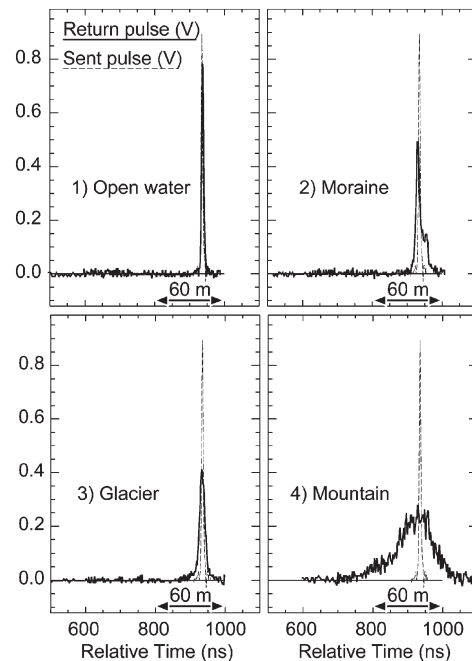 Return pulse (V)
Sent pulse (V)
0.8
0.6
0.4
0.2
0.0
1) Open water
60 m
2) Moraine
60 m
0.8
0.6
0.4
0.2
0.0
3) Glacier
60 m
4) Mountain
60 m
600 800 1000
600 800 1000
Relative Time (ns)
Relative Time (ns)